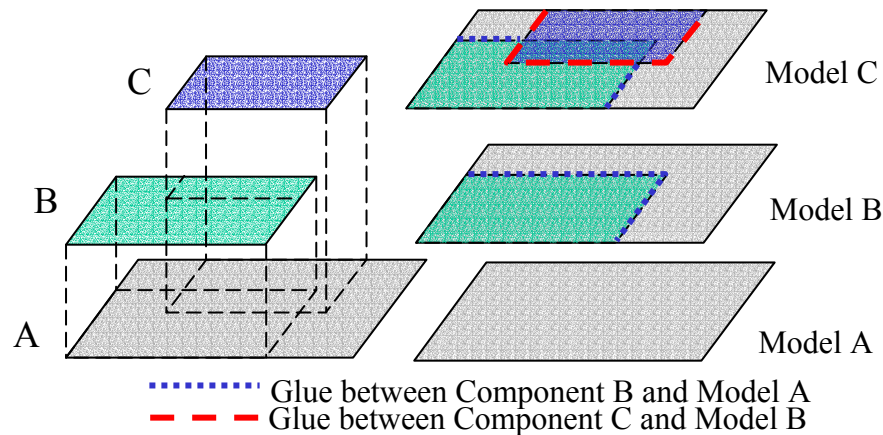 C
Model C
B
Model B
A
Model A
Glue between Component B and Model A
Glue between Component C and Model B